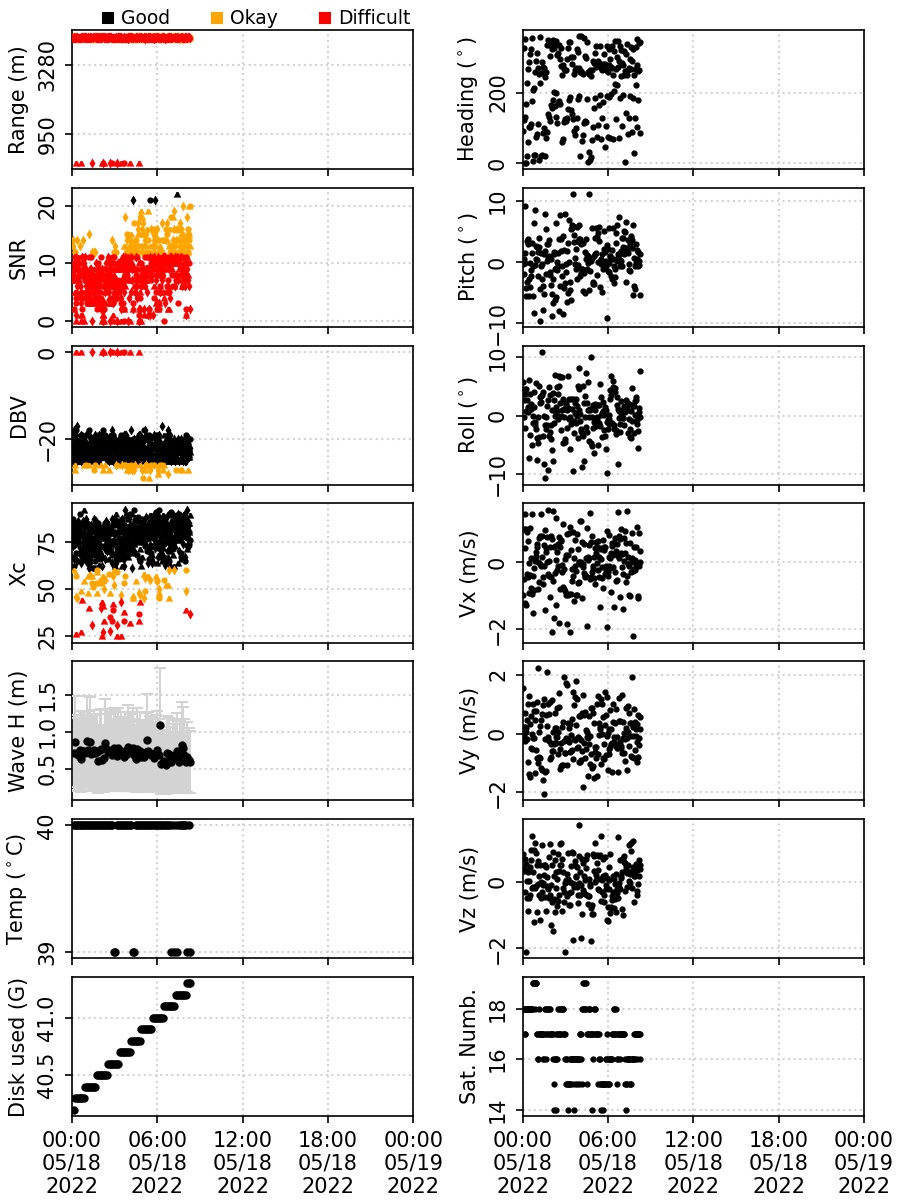 Good Okay Difficult
Range (m)
3280
950
Heading (°)
200
0
SNR
20
10
0
Pitch (°)
10
0
−10
DBV
0
−20
Roll (°)
10
0
−10
Xc
75
50
25
Vx (m/s)
0
−2
Wave H (m)
1.5
1.0
0.5
Vy (m/s)
2
0
−2
Temp (°C)
40
39
Vz (m/s)
0
−2
Disk used (G)
41.0
40.5
Sat. Numb.
18
16
14
00:00 06:00 12:00 18:00 00:00
05/18 05/18 05/18 05/18 05/19
2022 2022 2022 2022 2022
00:00 06:00 12:00 18:00 00:00
05/18 05/18 05/18 05/18 05/19
2022 2022 2022 2022 2022